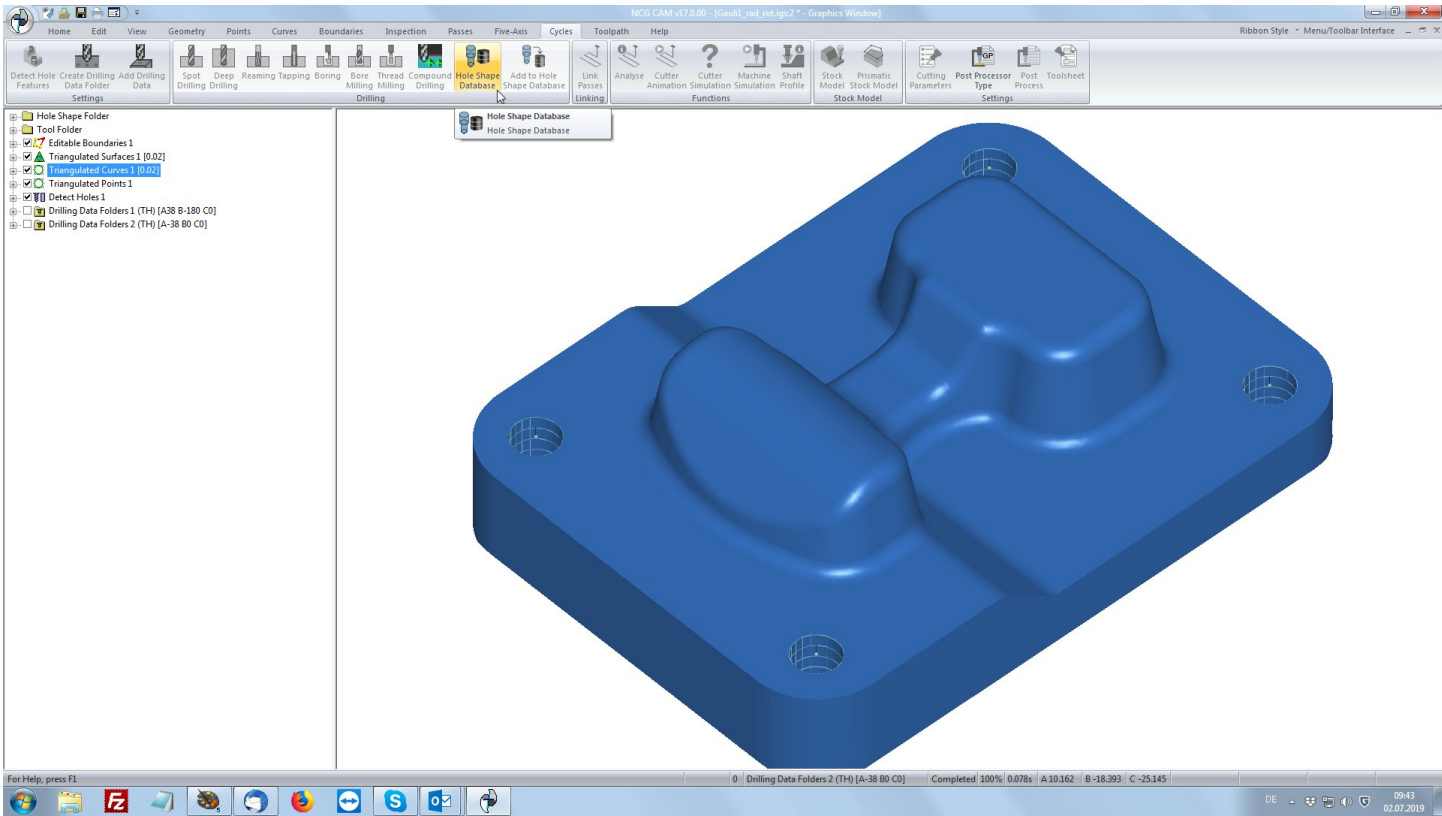 NCG CAM v17.0.00 - [Gauli1_rad_rot.igs:2 * - Graphics Window]
Home Edit View Geometry Points Curves Boundaries Inspection Passes Five-Axis Cycles Toolpath Help Ribbon Style Menu/Toolbar Interface
Detect Hole Create Drilling Add Drilling Spot Deep Reaming Tapping Boring Bore Thread Compound Hole Shape Add to Hole Link Analyse Cutter Cutter Machine Shaft Stock Prismatic Cutting Post Processor Post Toolsheet
Features Data Folder Data Drilling Drilling Milling Milling Drilling Database Shape Database Passes Animation Simulation Simulation Profile Model Stock Model Parameters Type Process
Settings Drilling Linking Functions Stock Model Settings
Hole Shape Database
Hole Shape Database
Hole Shape Folder
Tool Folder
Editable Boundaries 1
Triangulated Surfaces 1 [0.02]
Triangulated Curves 1 [0.02]
Triangulated Points 1
Detect Holes 1
Drilling Data Folders 1 (TH) [A38 B-180 C0]
Drilling Data Folders 2 (TH) [A-38 B0 C0]
For Help, press F1 0 Drilling Data Folders 2 (TH) [A-38 B0 C0] Completed 100% 0.078s A 10.162 B -18.393 C -25.145
DE 09:43
02.07.2019